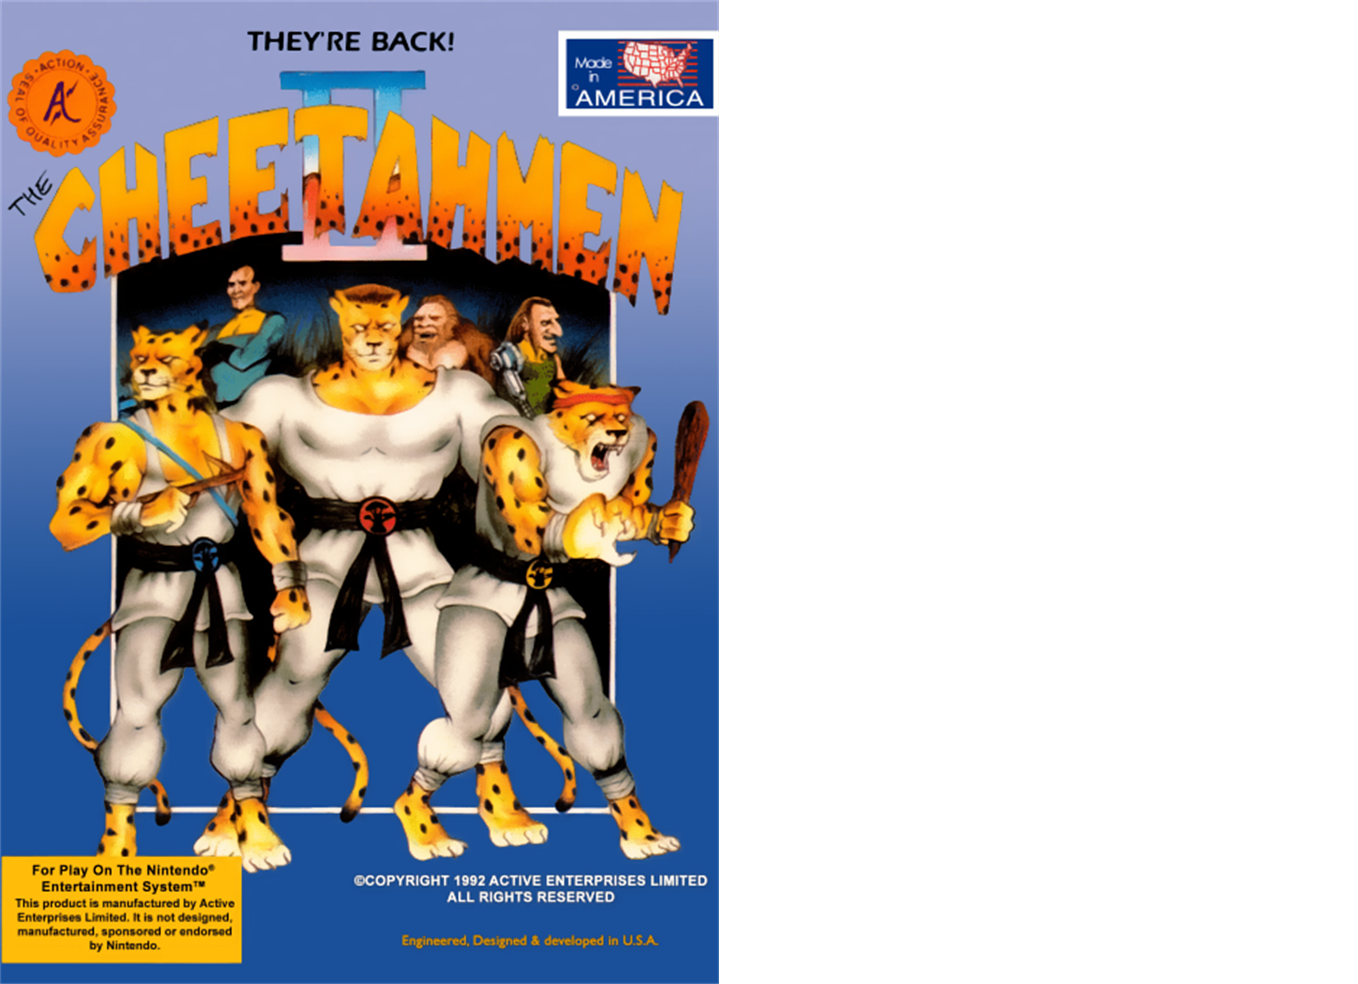 THEY'RE BACK!
• ACTION •
SEAL OF QUALITY ASSURANCE
A
Made
in
©AMERICA
II
THE
CHEETAHMEN
For Play On The Nintendo®
Entertainment System™
This product is manufactured by Active
Enterprises Limited. It is not designed,
manufactured, sponsored or endorsed
by Nintendo.
©COPYRIGHT 1992 ACTIVE ENTERPRISES LIMITED
ALL RIGHTS RESERVED
Engineered, Designed & developed in U.S.A.